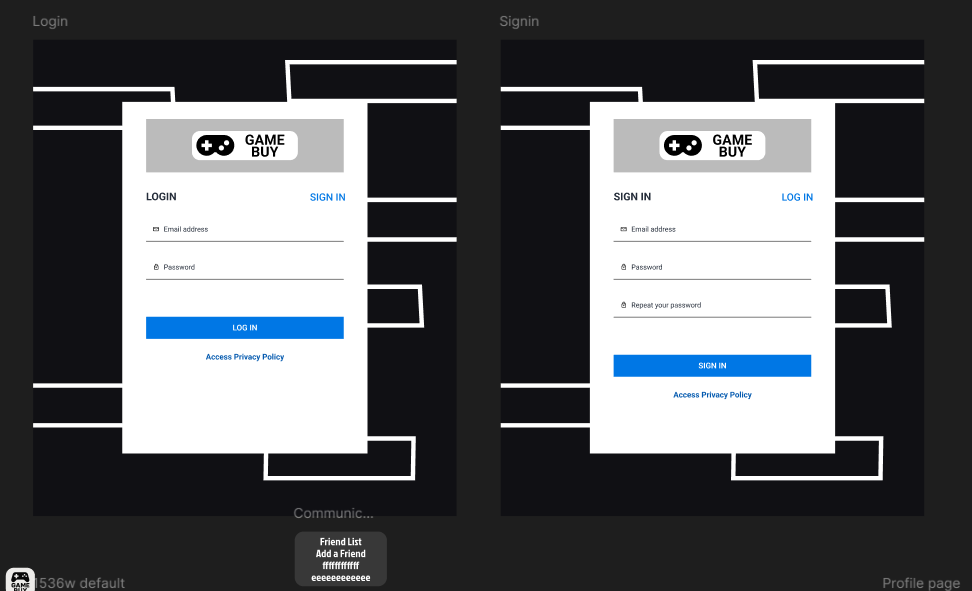 Login
GAME
BUY
LOGIN
SIGN IN
Email address
Password
LOG IN
Access Privacy Policy
Signin
GAME
BUY
SIGN IN
LOG IN
Email address
Password
Repeat your password
SIGN IN
Access Privacy Policy
Communic...
Friend List
Add a Friend
ffffffffffff
eeeeeeeeeeee
GAME
BUY
1536w default
Profile page